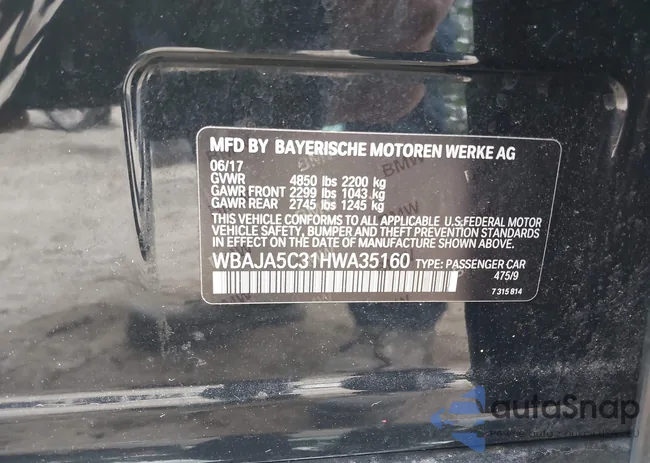 MFD BY BAYERISCHE MOTOREN WERKE AG
06/17
GVWR 4850 lbs 2200 kg
GAWR FRONT 2299 lbs 1043 kg
GAWR REAR 2745 lbs 1245 kg
THIS VEHICLE CONFORMS TO ALL APPLICABLE U.S.FEDERAL MOTOR
VEHICLE SAFETY, BUMPER AND THEFT PREVENTION STANDARDS
IN EFFECT ON THE DATE OF MANUFACTURE SHOWN ABOVE.
WBAJA5C31HWA35160 TYPE: PASSENGER CAR
475/9
7 315 814
autoSnap